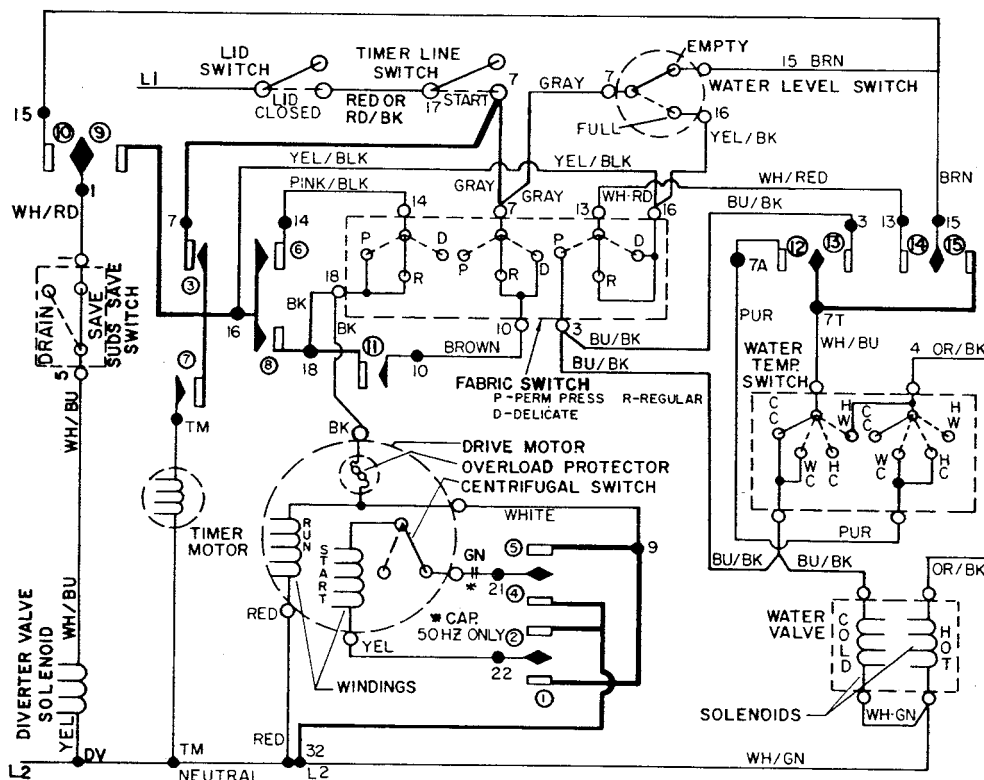 LID SWITCH
TIMER LINE SWITCH
EMPTY
L1
LID CLOSED
RED OR RD/BK
17
START
7
GRAY
7
15 BRN
WATER LEVEL SWITCH
16
FULL
YEL/BK
15
10
9
1
WH/RD
YEL/BLK
YEL/BLK
PINK/BLK
GRAY
GRAY
WH-RD
WH/RED
BRN
BU/BK
7
3
14
6
14
7
13
16
P
D
P
R
R
D
P
D
R
18
BK
BK
3
13
15
12
13
14
15
7A
7T
PUR
WH/BU
1
DRAIN
SAVE
SUDS SAVE SWITCH
5
16
7
8
18
11
10
BROWN
10
3
BU/BK
BU/BK
FABRIC SWITCH
P-PERM PRESS R-REGULAR
D-DELICATE
WATER TEMP. SWITCH
4
OR/BK
C C
W C
H C
H W
C C
W C
H C
H W
TM
WH/BU
BK
DRIVE MOTOR
OVERLOAD PROTECTOR
CENTRIFUGAL SWITCH
TIMER MOTOR
RUN
START
WHITE
GN
*
5
9
21
4
* CAP. 50HZ ONLY
2
PUR
BU/BK
BU/BK
OR/BK
RED
YEL
22
1
WINDINGS
WATER VALVE
COLD
HOT
SOLENOIDS
WH-GN
DIVERTER VALVE SOLENOID
WH/BU
YEL
RED
L2
DV
TM
NEUTRAL
32
L2
WH/GN